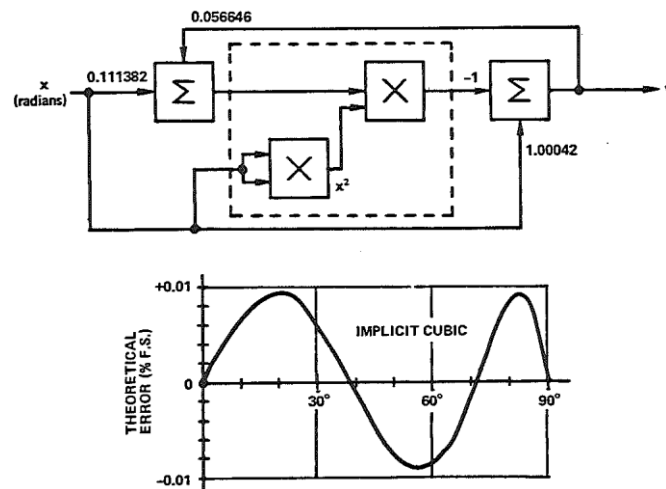 0.056646
x
(radians)
0.111382
Σ
×
-1
Σ
×
x²
1.00042
+0.01
0
-0.01
THEORETICAL
ERROR (% F.S.)
IMPLICIT CUBIC
30°
60°
90°